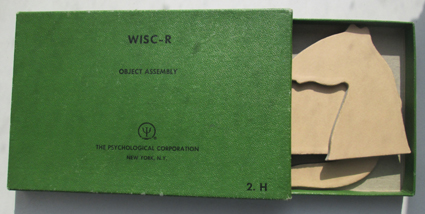 WISC-R
OBJECT ASSEMBLY
THE PSYCHOLOGICAL CORPORATION
NEW YORK, N.Y.
2. H